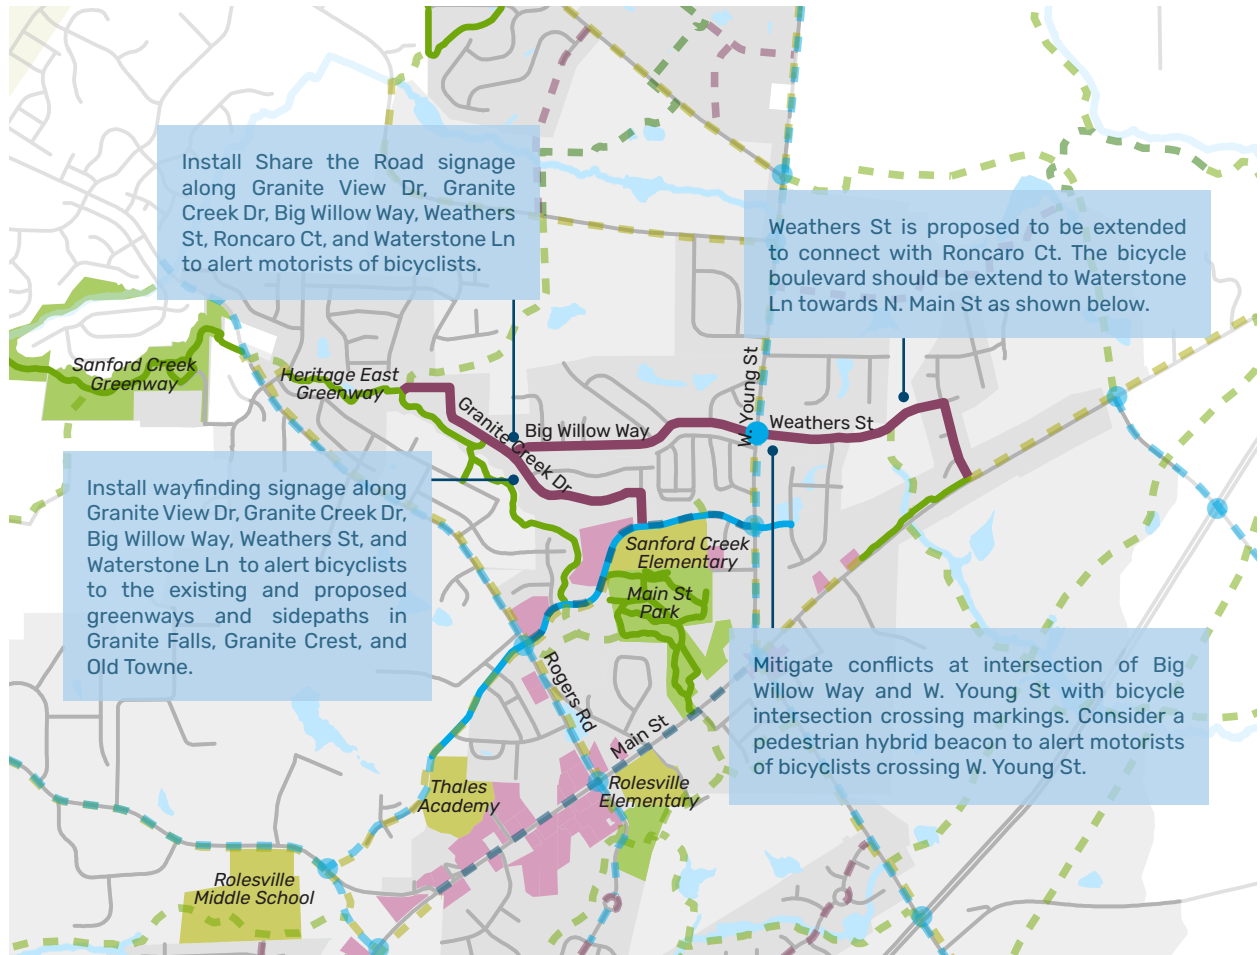 Install Share the Road signage
along Granite View Dr, Granite
Creek Dr, Big Willow Way, Weathers
St, Roncaro Ct, and Waterstone Ln
to alert motorists of bicyclists.
Weathers St is proposed to be extended
to connect with Roncaro Ct. The bicycle
boulevard should be extend to Waterstone
Ln towards N. Main St as shown below.
Sanford Creek
Greenway
Heritage East
Greenway
Granite Creek Dr
Big Willow Way
W. Young St
Weathers St
Install wayfinding signage along
Granite View Dr, Granite Creek Dr,
Big Willow Way, Weathers St, and
Waterstone Ln to alert bicyclists
to the existing and proposed
greenways and sidepaths in
Granite Falls, Granite Crest, and
Old Towne.
Sanford Creek
Elementary
Main St
Park
Rogers Rd
Main St
Mitigate conflicts at intersection of Big
Willow Way and W. Young St with bicycle
intersection crossing markings. Consider a
pedestrian hybrid beacon to alert motorists
of bicyclists crossing W. Young St.
Thales
Academy
Rolesville
Elementary
Rolesville
Middle School